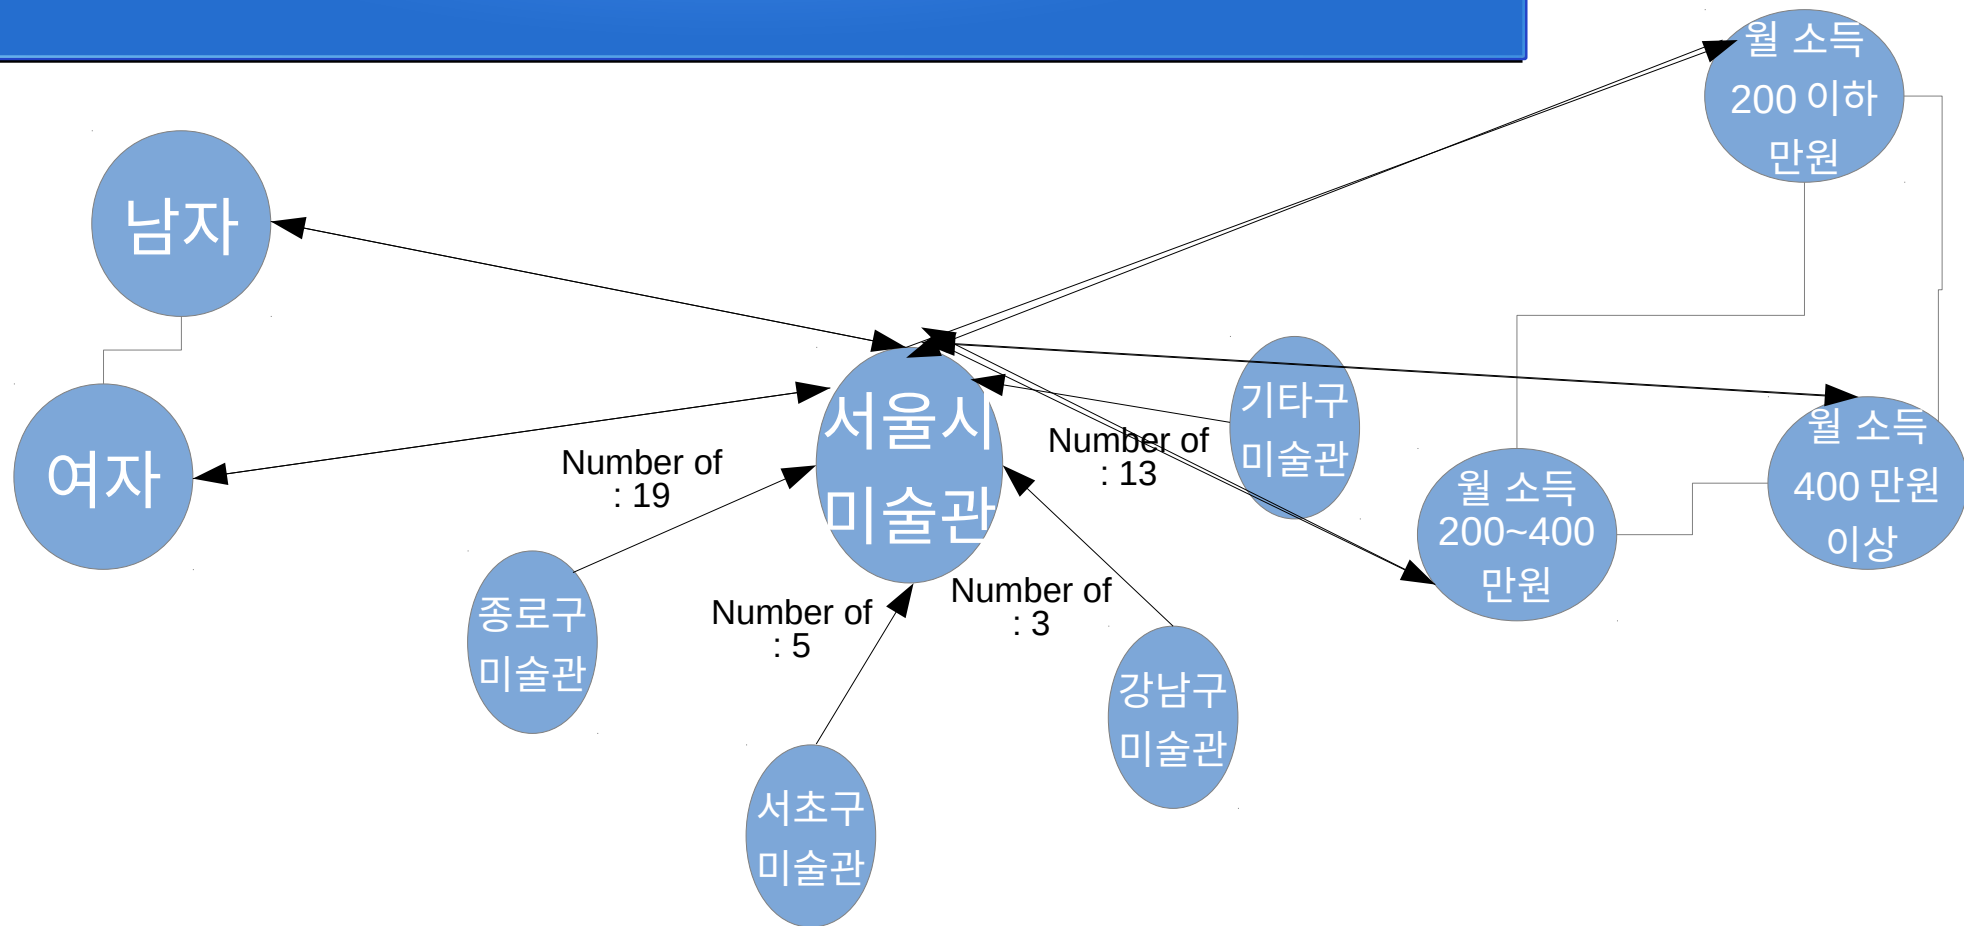 월 소득
200 이하
만원
남자
여자
서울시
미술관
기타구
미술관
월 소득
400 만원
이상
월 소득
200~400
만원
Number of
: 19
Number of
: 13
Number of
: 5
Number of
: 3
종로구
미술관
강남구
미술관
서초구
미술관